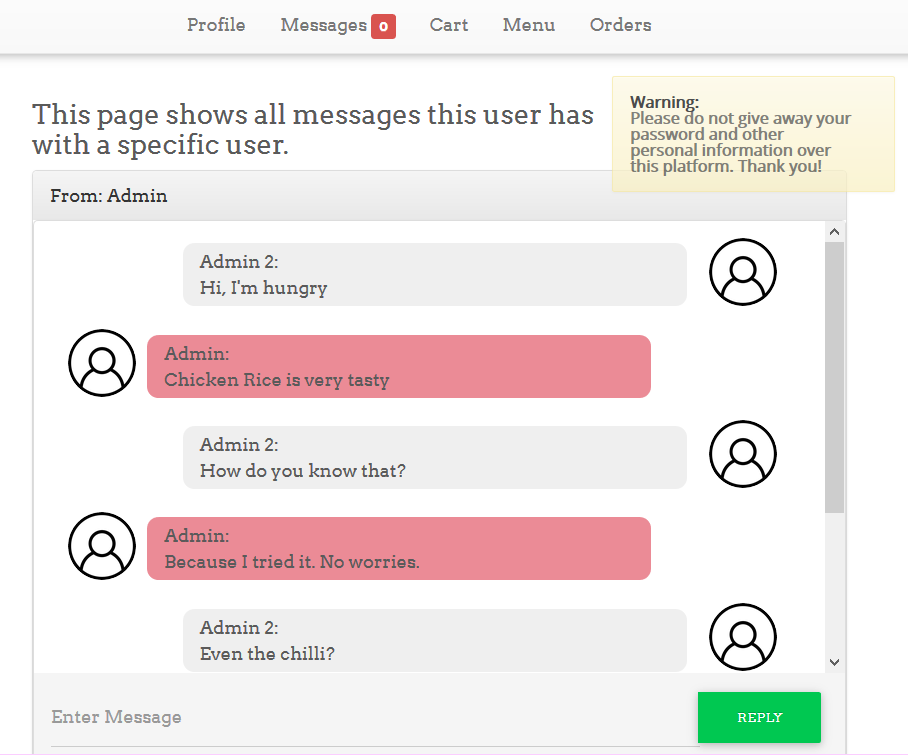 Profile Messages 0 Cart Menu Orders
This page shows all messages this user has
with a specific user.
Warning:
Please do not give away your
password and other
personal information over
this platform. Thank you!
From: Admin
Admin 2:
Hi, I'm hungry
Admin:
Chicken Rice is very tasty
Admin 2:
How do you know that?
Admin:
Because I tried it. No worries.
Admin 2:
Even the chilli?
Enter Message
REPLY